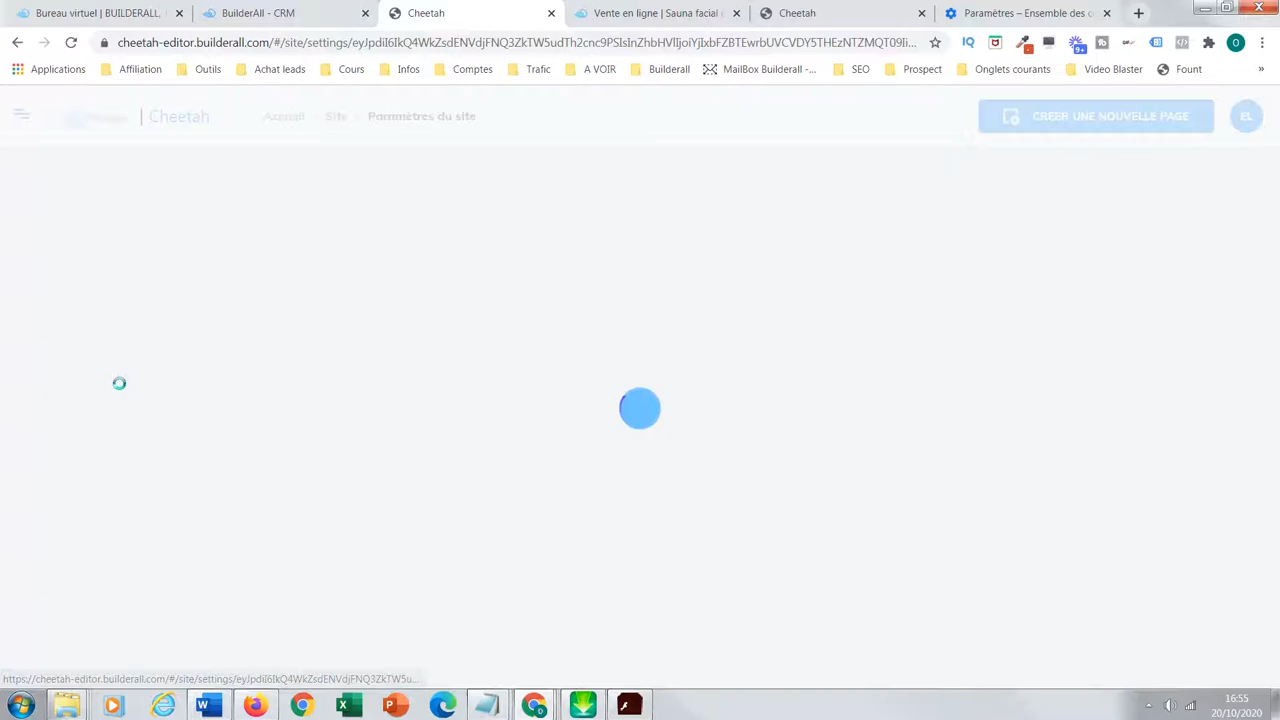 Bureau virtuel | BUILDERALL,
BuilderAll - CRM
Cheetah
Vente en ligne | Sauna facial
Cheetah
Paramètres – Ensemble des c
cheetah-editor.builderall.com/#/site/settings/eyJpdiI6IkQ4WkZsdENVdjFNQ3ZkTW5udTh2cnc9PSIsInZhbHVlIjoiYjIxbFZBTEwrbUVCVDV5THEzNTZMQT09Ii...
Applications
Affiliation
Outils
Achat leads
Cours
Infos
Comptes
Trafic
A VOIR
Builderall
MailBox Builderall -...
SEO
Prospect
Onglets courants
Video Blaster
Fount
»
| Cheetah
Accueil
Site
Paramètres du site
CREER UNE NOUVELLE PAGE
EL
https://cheetah-editor.builderall.com/#/site/settings/eyJpdiI6IkQ4WkZsdENVdjFNQ3ZkTW5u...
16:55
20/10/2020